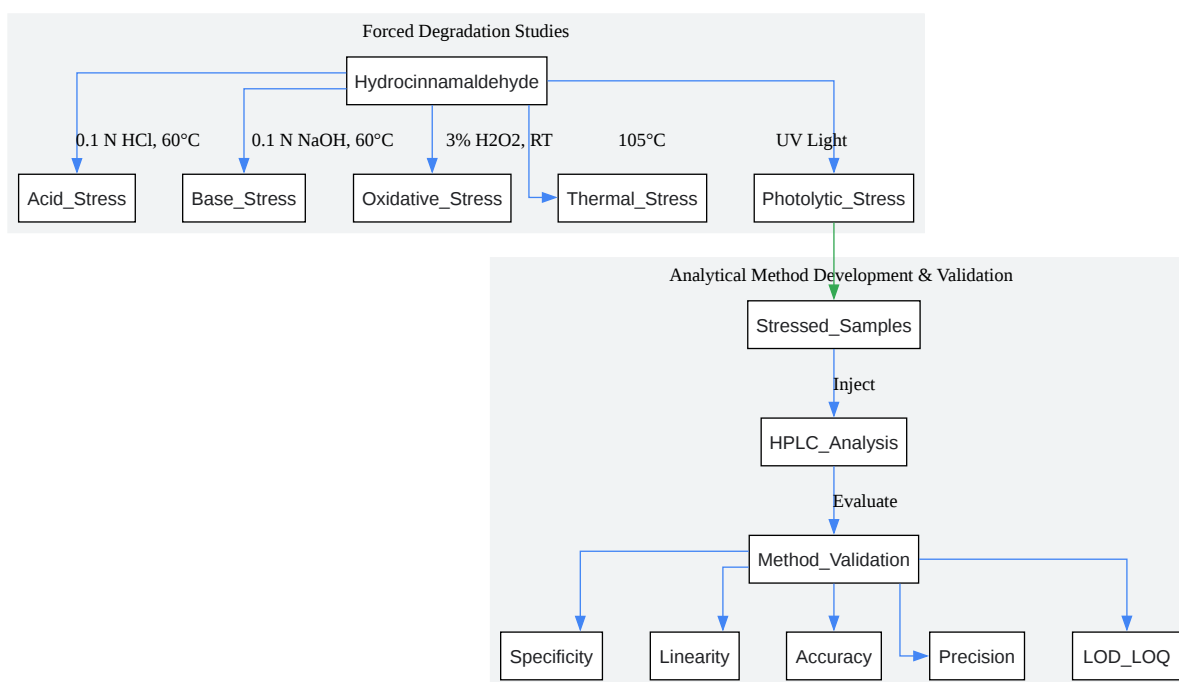 Forced Degradation Studies
Hydrocinnamaldehyde
0.1 N HCl, 60°C
0.1 N NaOH, 60°C
3% H2O2, RT
105°C
UV Light
Acid_Stress
Base_Stress
Oxidative_Stress
Thermal_Stress
Photolytic_Stress
Analytical Method Development & Validation
Stressed_Samples
Inject
HPLC_Analysis
Evaluate
Method_Validation
Specificity
Linearity
Accuracy
Precision
LOD_LOQ